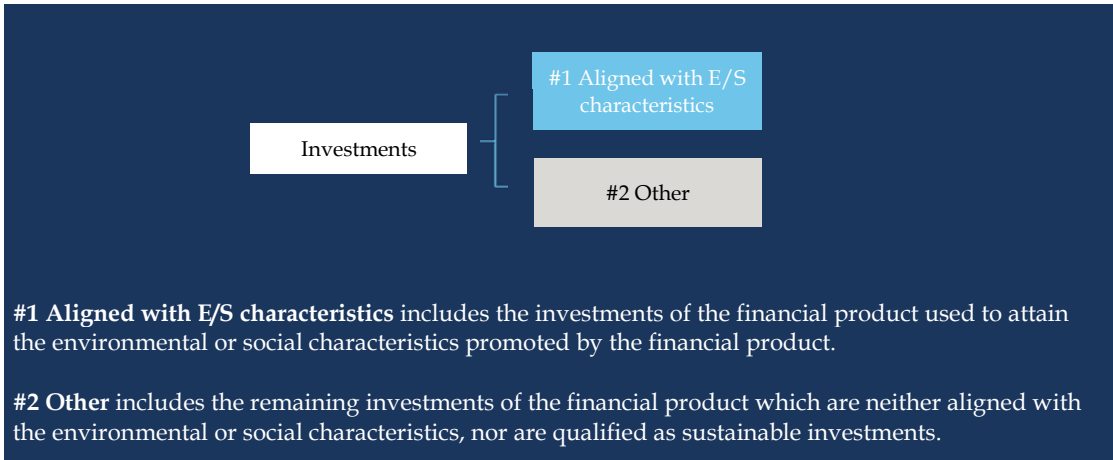 #1 Aligned with E/S
characteristics
Investments
#2 Other
#1 Aligned with E/S characteristics includes the investments of the financial product used to attain
the environmental or social characteristics promoted by the financial product.
#2 Other includes the remaining investments of the financial product which are neither aligned with
the environmental or social characteristics, nor are qualified as sustainable investments.